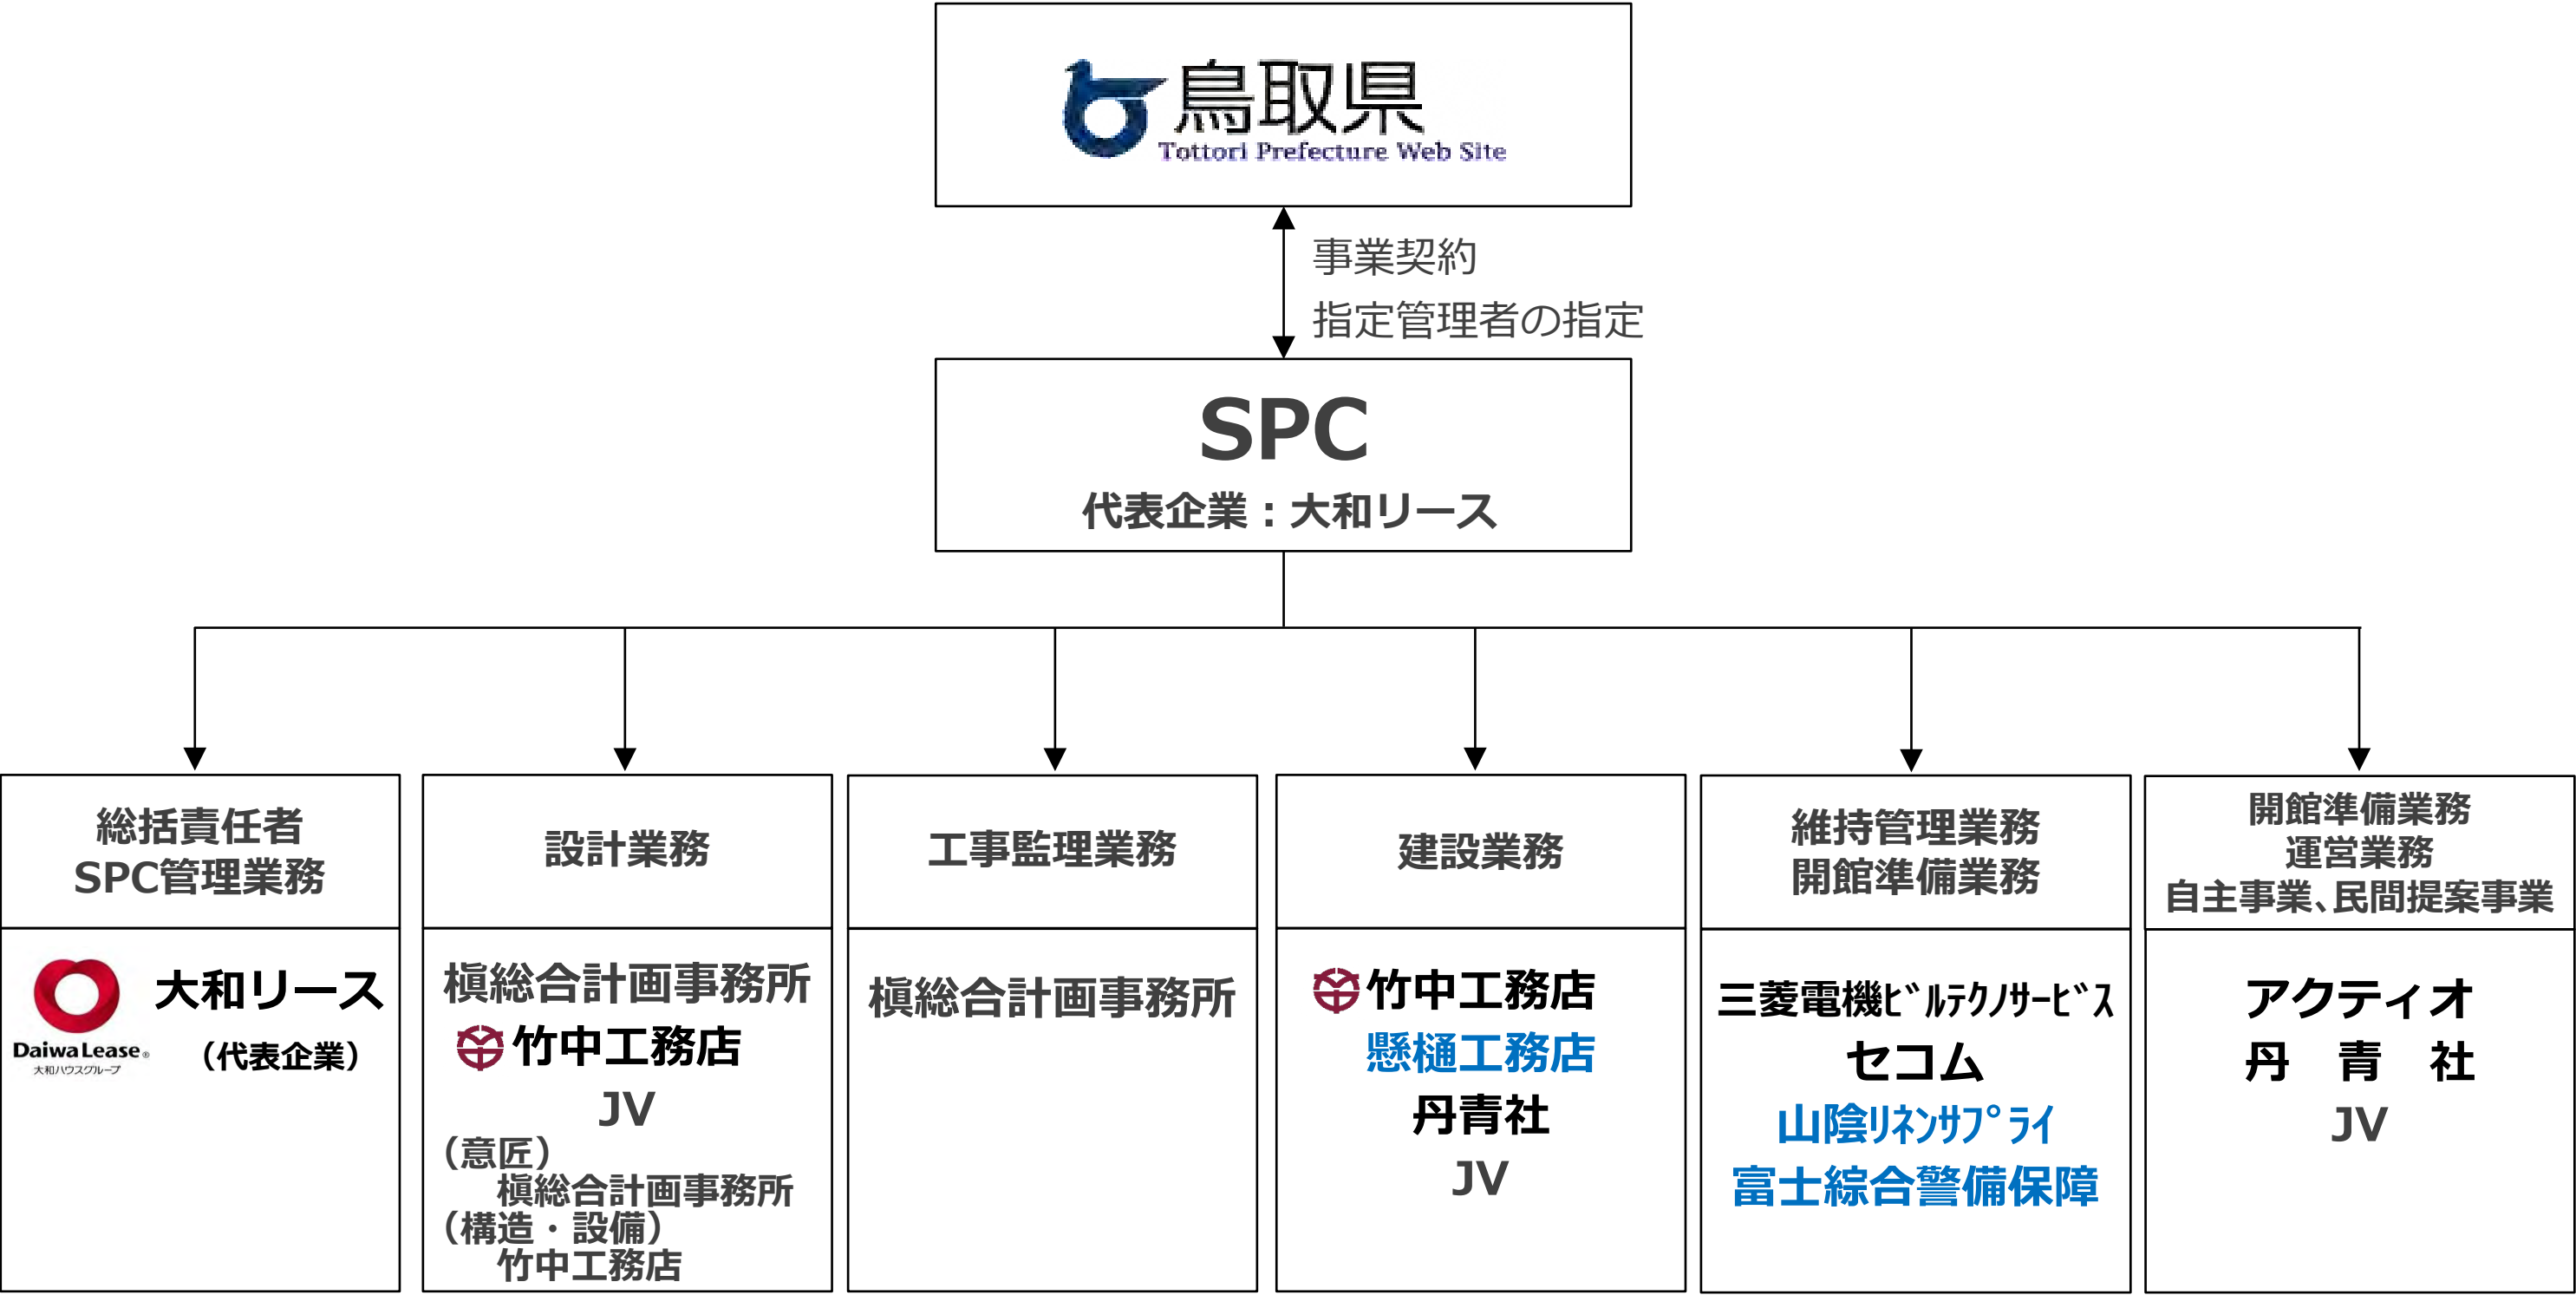 鳥取県
Tottori Prefecture Web Site
事業契約
指定管理者の指定
SPC
代表企業：大和リース
総括責任者
SPC管理業務
Daiwa Lease®
大和ハウスグループ
大和リース
（代表企業）
設計業務
槇総合計画事務所
竹中工務店
JV
（意匠）
槇総合計画事務所
（構造・設備）
竹中工務店
工事監理業務
槇総合計画事務所
建設業務
竹中工務店
懸樋工務店
丹青社
JV
維持管理業務
開館準備業務
三菱電機ﾋﾞﾙﾃｸﾉｻｰﾋﾞｽ
セコム
山陰ﾘﾈﾝｻﾌﾟﾗｲ
富士綜合警備保障
開館準備業務
運営業務
自主事業、民間提案事業
アクティオ
丹　青　社
JV